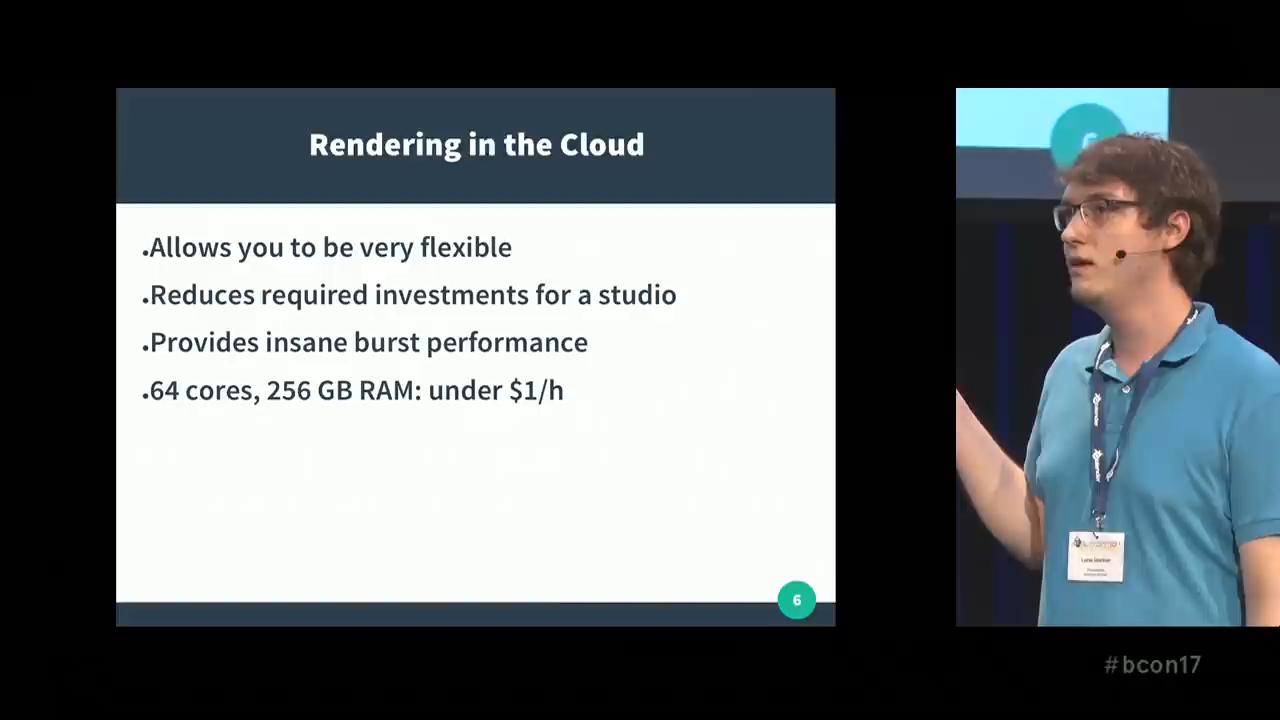 Rendering in the Cloud
.Allows you to be very flexible
.Reduces required investments for a studio
.Provides insane burst performance
.64 cores, 256 GB RAM: under $1/h
6
#bcon17